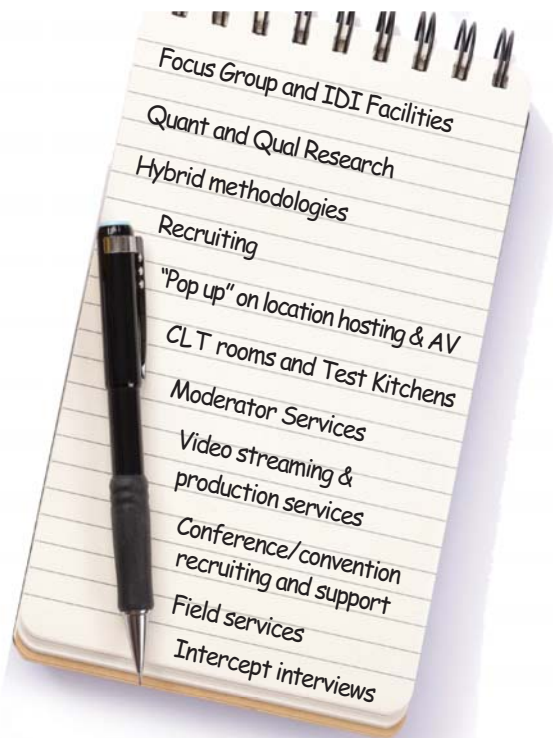 Focus Group and IDI Facilities
Quant and Qual Research
Hybrid methodologies
Recruiting
"Pop up" on location hosting & AV
CLT rooms and Test Kitchens
Moderator Services
Video streaming &
production services
Conference/convention
recruiting and support
Field services
Intercept interviews